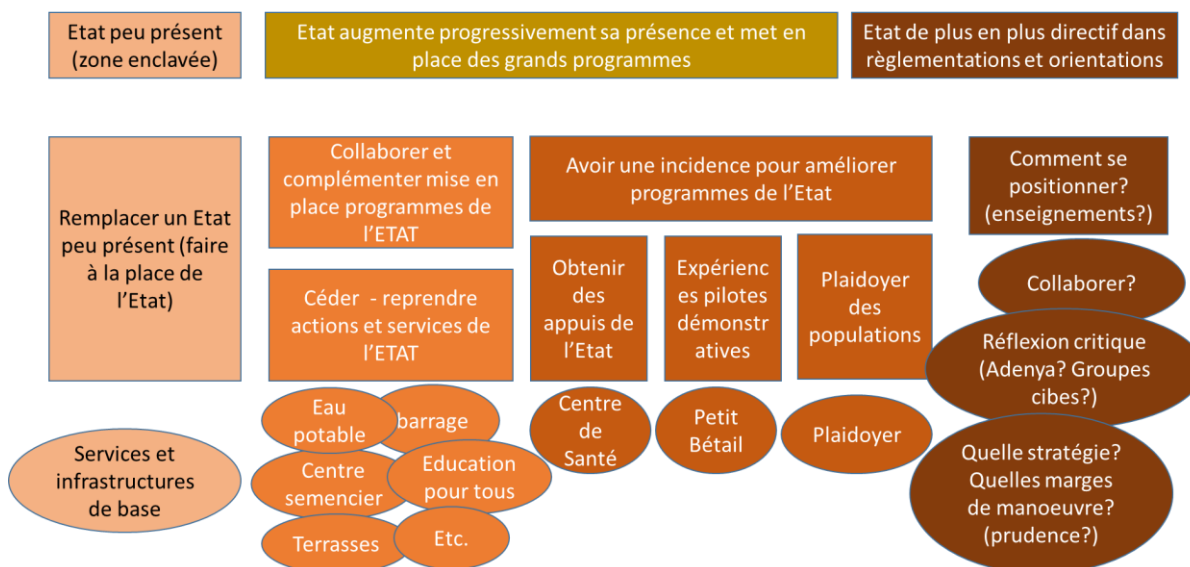 Etat peu présent
(zone enclavée)
Etat augmente progressivement sa présence et met en
place des grands programmes
Etat de plus en plus directif dans
règlementations et orientations
Remplacer un Etat
peu présent (faire
à la place de
l’Etat)
Collaborer et
complémenter mise en
place programmes de
l’ETAT
Avoir une incidence pour améliorer
programmes de l’Etat
Comment se
positionner?
(enseignements?)
Céder - reprendre
actions et services de
l’ETAT
Obtenir
des
appuis de
l’Etat
Expérienc
es pilotes
démonstr
atives
Plaidoyer
des
populations
Collaborer?
Réflexion critique
(Adenya? Groupes
cibes?)
Services et
infrastructures
de base
Eau
potable
barrage
Centre
semencier
Education
pour tous
Terrasses
Etc.
Centre
de
Santé
Petit
Bétail
Plaidoyer
Quelle stratégie?
Quelles marges
de manoeuvre?
(prudence?)